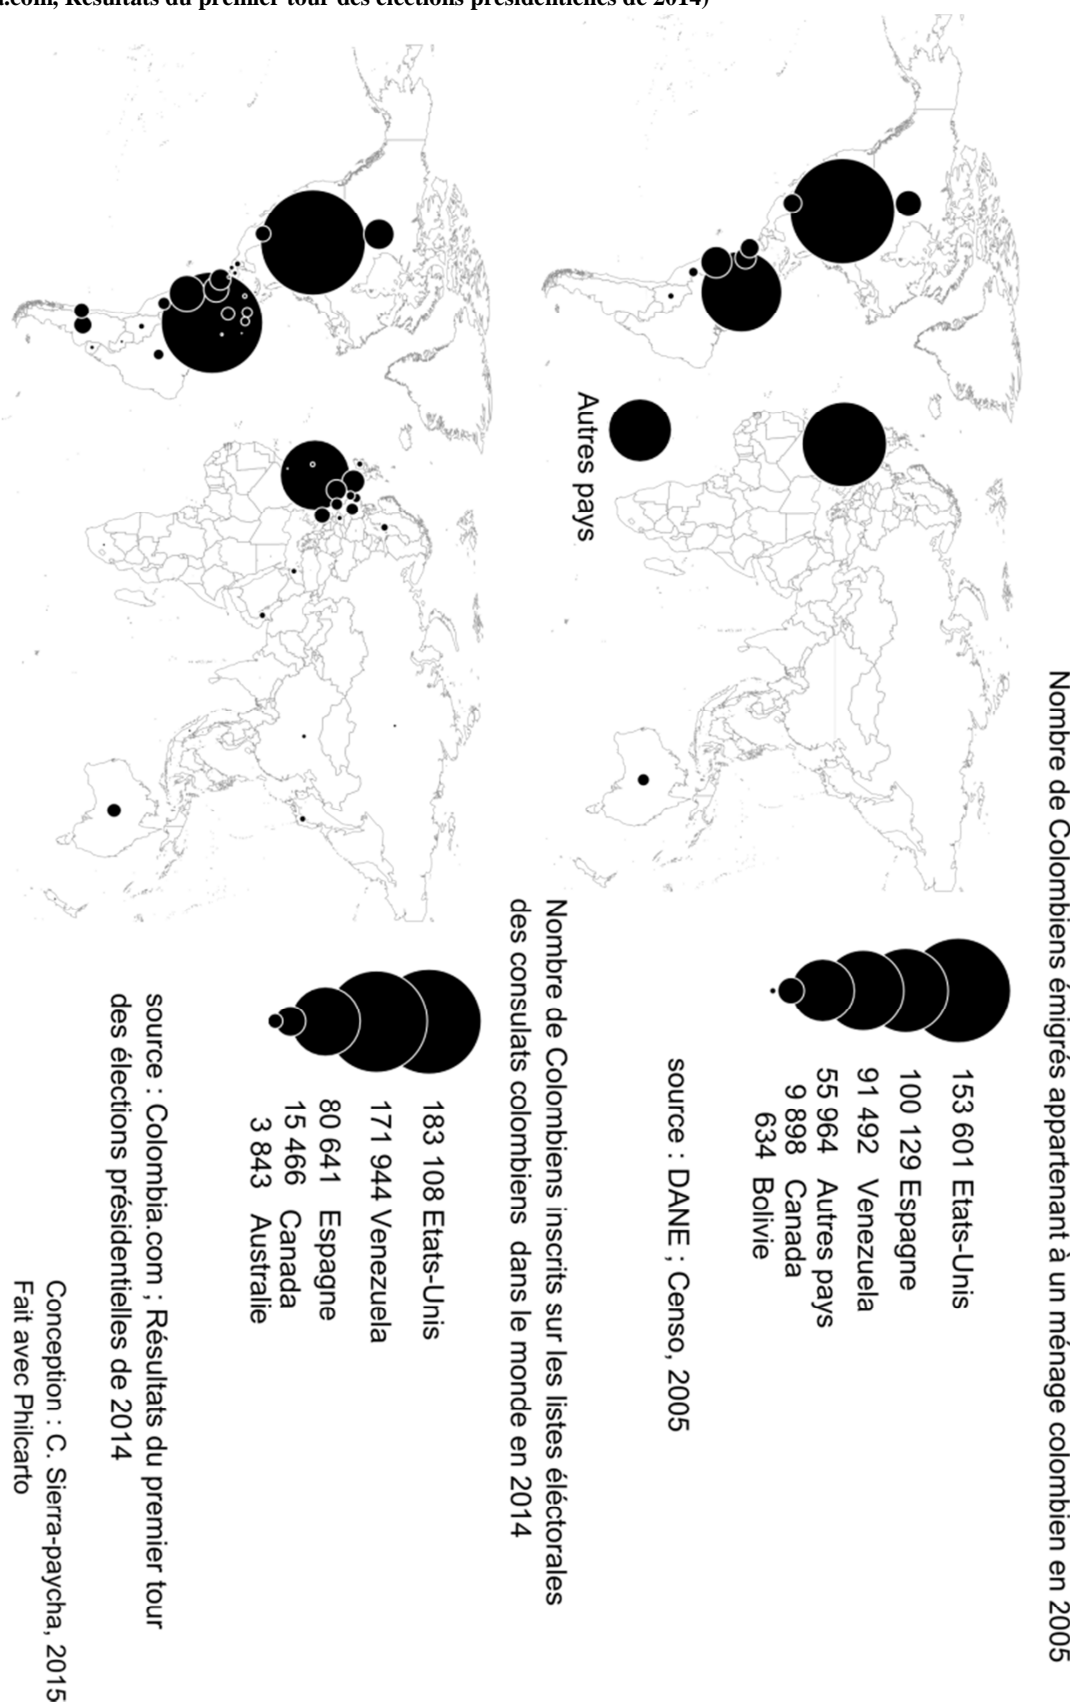 Résultats du premier tour des élections présidentielles de 2014)
Nombre de Colombiens émigrés appartenant à un ménage colombien en 2005
153 601 Etats-Unis
100 129 Espagne
91 492 Venezuela
55 964 Autres pays
9 898 Canada
634 Bolivie
source : DANE ; Censo, 2005
Autres pays
Nombre de Colombiens inscrits sur les listes éléctorales
des consulats colombiens dans le monde en 2014
183 108 Etats-Unis
171 944 Venezuela
80 641 Espagne
15 466 Canada
3 843 Australie
source : Colombia.com ; Résultats du premier tour
des élections présidentielles de 2014
Conception : C. Sierra-paycha, 2015
Fait avec Philcarto